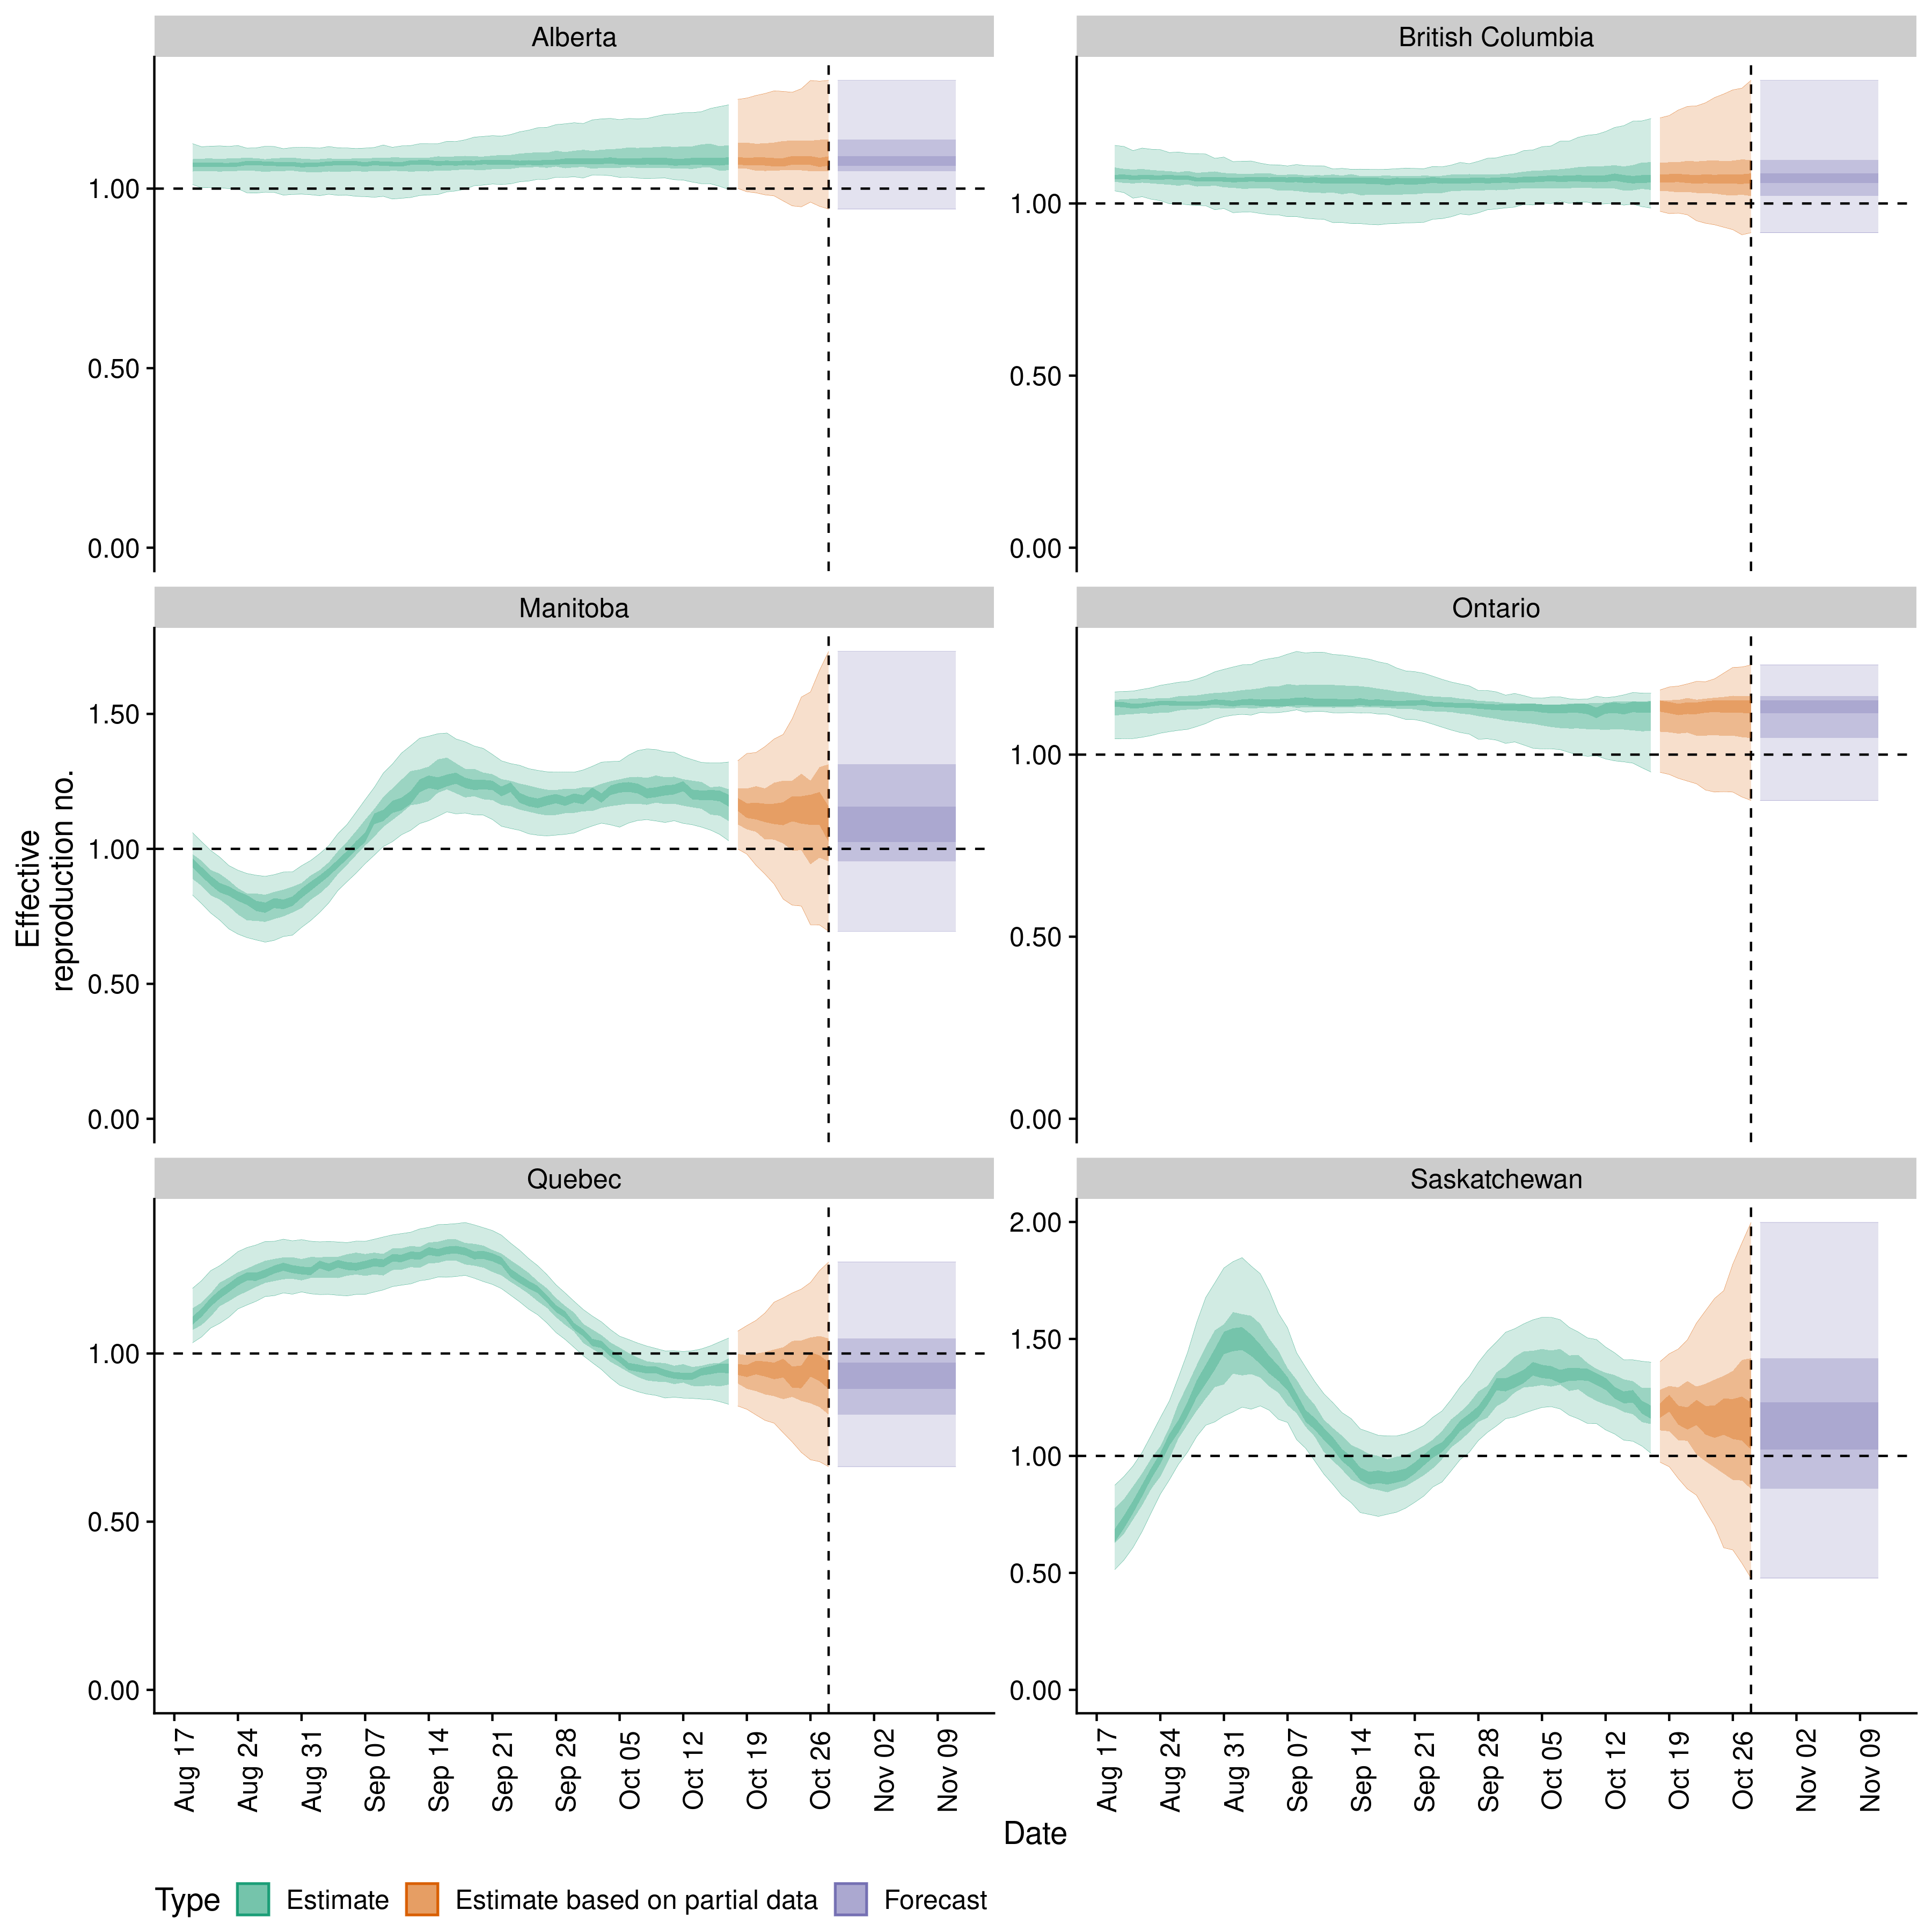 Alberta
British Columbia
1.00
0.50
0.00
1.00
0.50
0.00
Manitoba
Ontario
1.50
1.00
0.50
0.00
1.00
0.50
0.00
Effective
reproduction no.
Quebec
Saskatchewan
1.00
0.50
0.00
2.00
1.50
1.00
0.50
0.00
Aug 17 Aug 24 Aug 31 Sep 07 Sep 14 Sep 21 Sep 28 Oct 05 Oct 12 Oct 19 Oct 26 Nov 02 Nov 09
Aug 17 Aug 24 Aug 31 Sep 07 Sep 14 Sep 21 Sep 28 Oct 05 Oct 12 Oct 19 Oct 26 Nov 02 Nov 09
Date
Type Estimate Estimate based on partial data Forecast